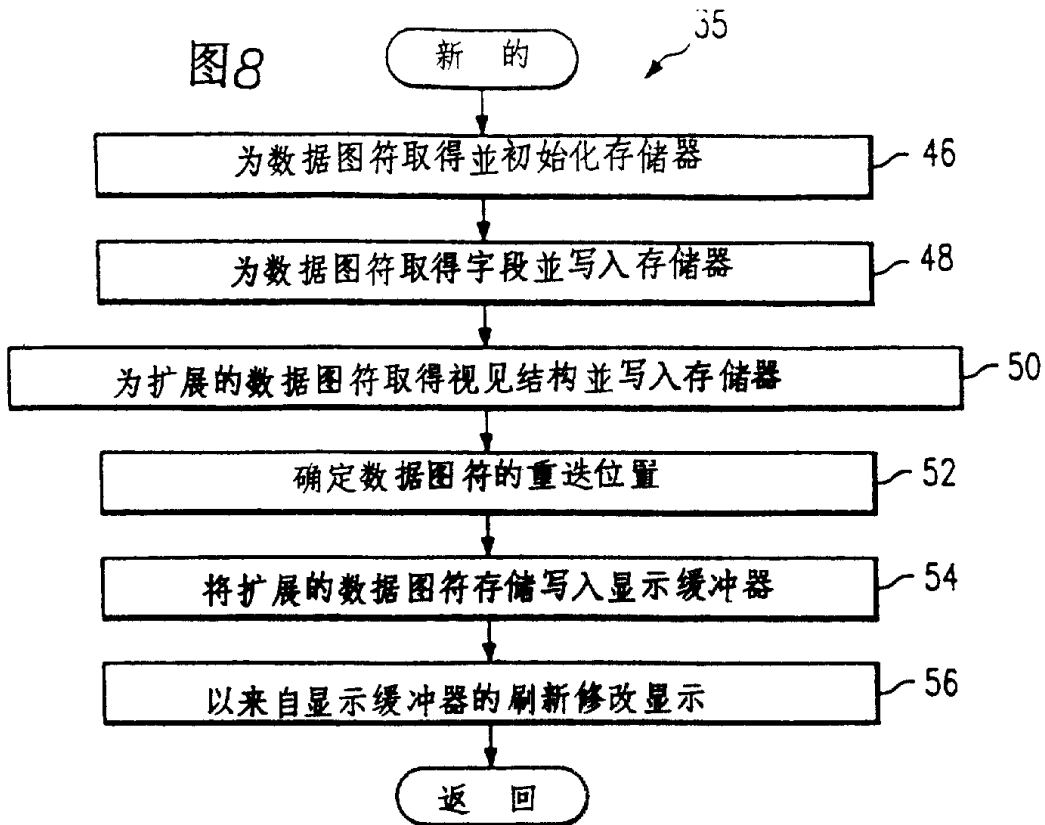 图8
新 的
为数据图符取得並初始化存储器
46
为数据图符取得字段並写入存储器
48
为扩展的数据图符取得视见结构並写入存储器
50
确定数据图符的重迭位置
52
将扩展的数据图符存储写入显示缓冲器
54
以来自显示缓冲器的刷新修改显示
56
返 回